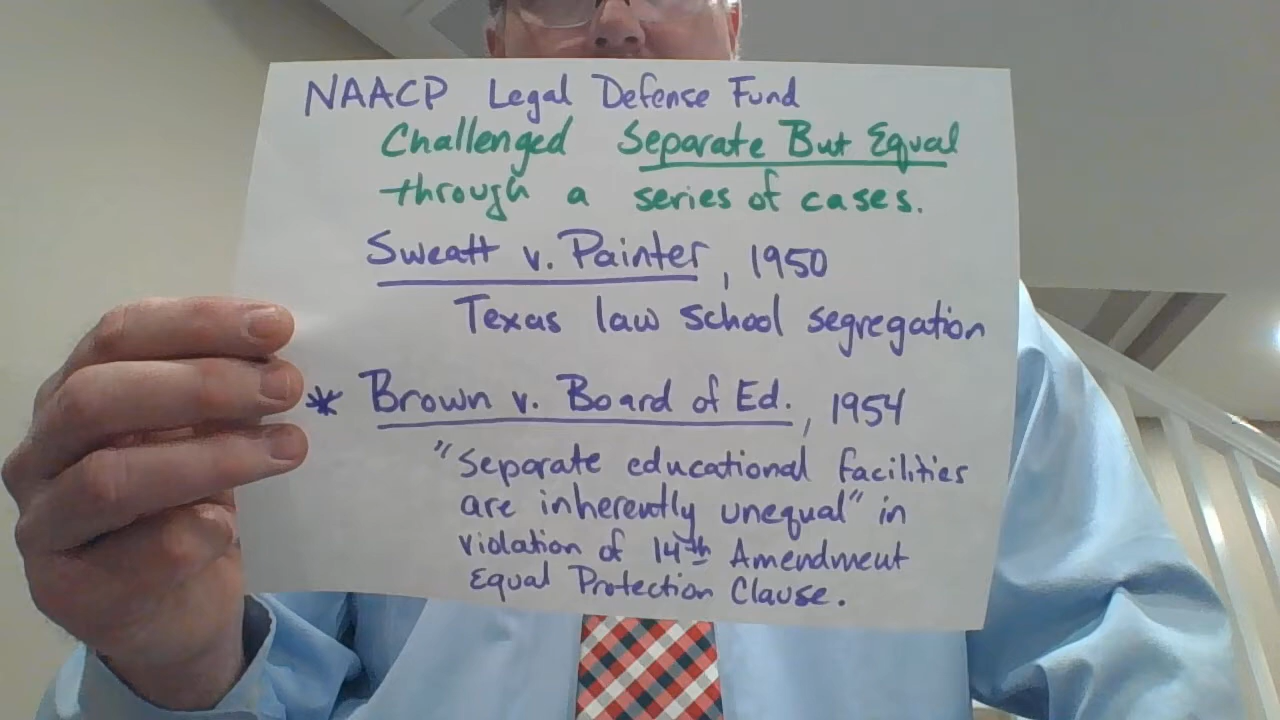 NAACP Legal Defense Fund
Challenged Separate But Equal
through a series of cases.
Sweatt v. Painter, 1950
Texas law school segregation
* Brown v. Board of Ed., 1954
"Separate educational facilities
are inherently unequal" in
violation of 14th Amendment
Equal Protection Clause.